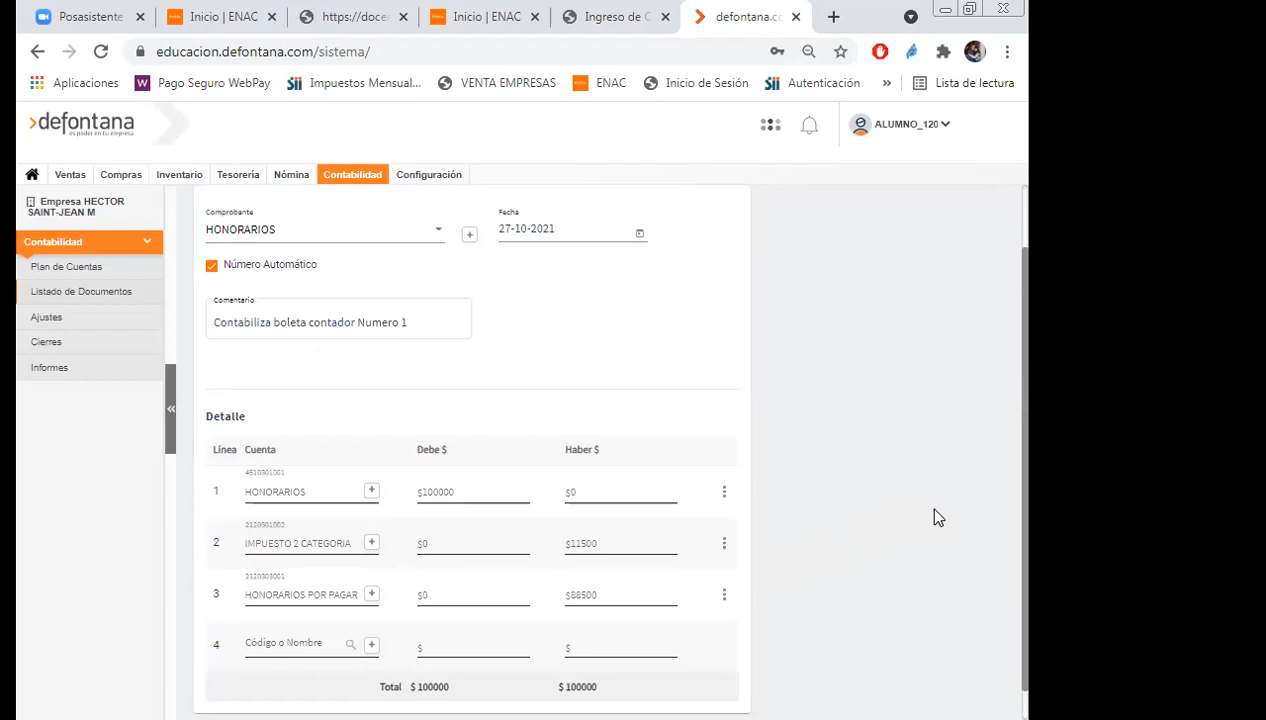 Posasistente
Inicio | ENAC
https://doce
Inicio | ENAC
Ingreso de C
defontana.co
educacion.defontana.com/sistema/
Aplicaciones
Pago Seguro WebPay
Impuestos Mensual...
VENTA EMPRESAS
ENAC
Inicio de Sesión
Autenticación
»
Lista de lectura
defontana
es poder en tu empresa
ALUMNO_120
Ventas
Compras
Inventario
Tesorería
Nómina
Contabilidad
Configuración
Empresa HECTOR
SAINT-JEAN M
Contabilidad
Plan de Cuentas
Listado de Documentos
Ajustes
Cierres
Informes
«
Comprobante
HONORARIOS
Fecha
27-10-2021
Número Automático
Comentario
Contabiliza boleta contador Numero 1
Detalle
Línea Cuenta Debe $ Haber $
4510301001
1 HONORARIOS + $100000 $0
2120301002
2 IMPUESTO 2 CATEGORIA + $0 $11500
2120303001
3 HONORARIOS POR PAGAR + $0 $88500
4 Código o Nombre + $ $
Total $ 100000 $ 100000